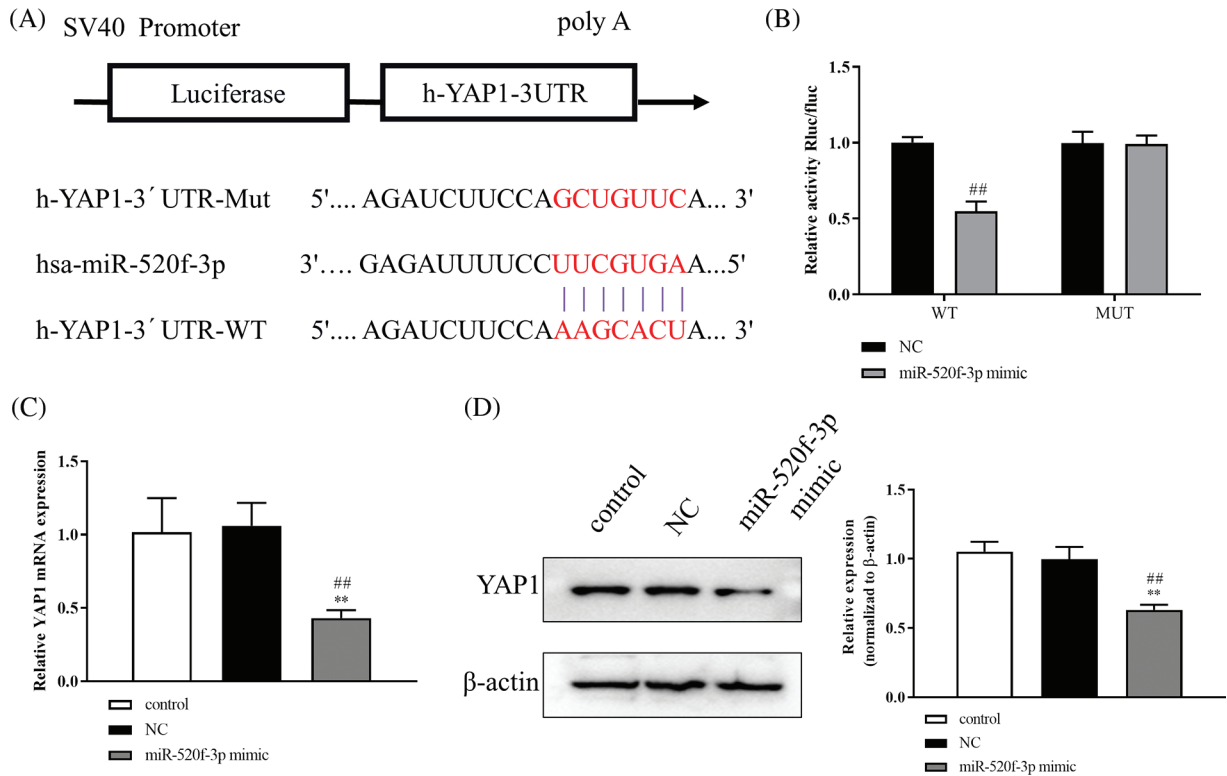 (A)
SV40 Promoter
poly A
Luciferase
h-YAP1-3UTR
h-YAP1-3´ UTR-Mut 5'.... AGAUCUUCCAGCUGUUCA... 3'
hsa-miR-520f-3p 3'.... GAGAUUUUCCUUCGUGAA...5'
h-YAP1-3´ UTR-WT 5'.... AGAUCUUCCAAAGCACUA... 3'
(B)
Relative activity Rluc/fluc
1.5
1.0
0.5
0.0
##
WT
MUT
NC
miR-520f-3p mimic
(C)
Relative YAP1 mRNA expression
1.5
1.0
0.5
0.0
##
**
control
NC
miR-520f-3p mimic
(D)
control
NC
miR-520f-3p
mimic
YAP1
β-actin
Relative expression
(normalizad to β-actin)
1.5
1.0
0.5
0.0
##
**
control
NC
miR-520f-3p mimic